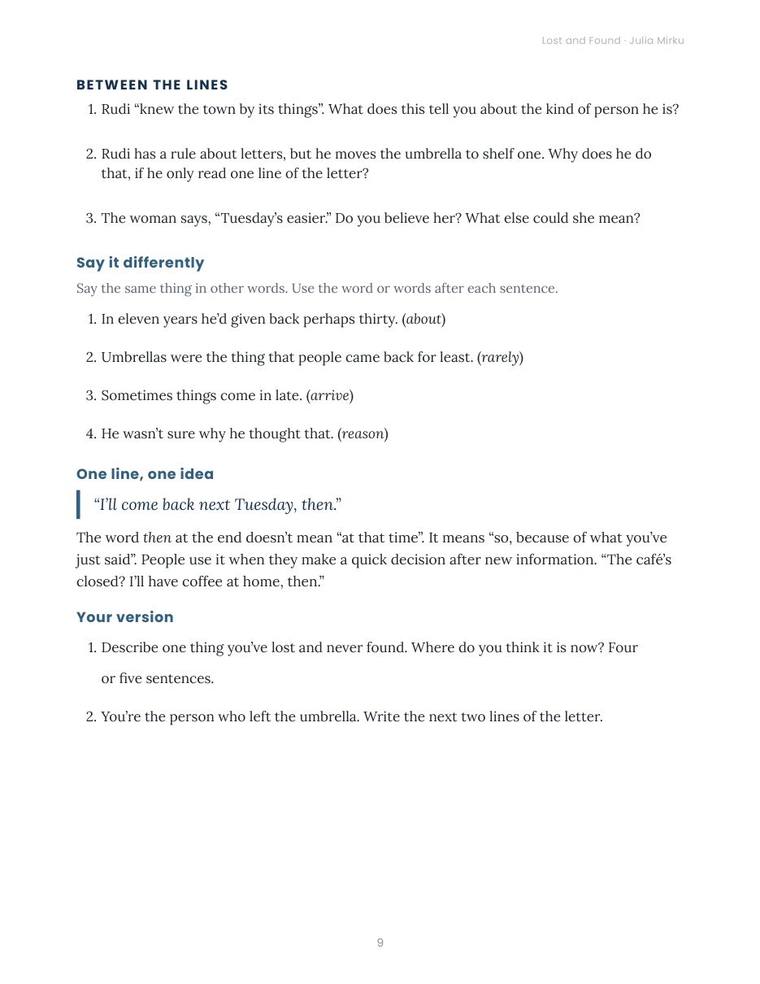 Lost and Found · Julia Mirku
BETWEEN THE LINES
1. Rudi “knew the town by its things”. What does this tell you about the kind of person he is?
2. Rudi has a rule about letters, but he moves the umbrella to shelf one. Why does he do
that, if he only read one line of the letter?
3. The woman says, “Tuesday’s easier.” Do you believe her? What else could she mean?
Say it differently
Say the same thing in other words. Use the word or words after each sentence.
1. In eleven years he’d given back perhaps thirty. (about)
2. Umbrellas were the thing that people came back for least. (rarely)
3. Sometimes things come in late. (arrive)
4. He wasn’t sure why he thought that. (reason)
One line, one idea
“I’ll come back next Tuesday, then.”
The word then at the end doesn’t mean “at that time”. It means “so, because of what you’ve
just said”. People use it when they make a quick decision after new information. “The café’s
closed? I’ll have coffee at home, then.”
Your version
1. Describe one thing you’ve lost and never found. Where do you think it is now? Four
or five sentences.
2. You’re the person who left the umbrella. Write the next two lines of the letter.
9